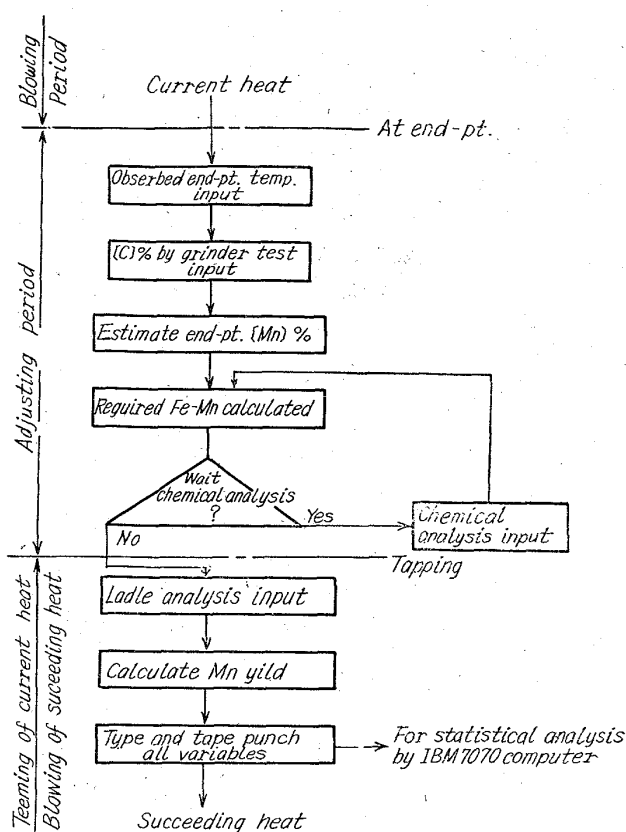 Blowing
Period
Current heat
At end-pt.
Obserbed end-pt. temp.
input
[C]% by grinder test
input
Adjusting period
Estimate end-pt. [Mn] %
Reguired Fe-Mn calculated
Wait
chemical analysis
?
Yes
Chemical
analysis input
No
Tapping
Ladle analysis input
Teeming of current heat
Blowing of suceeding heat
Calculate Mn yild
Type and tape punch
all variables
For statistical analysis
by IBM 7070 computer
Succeeding heat